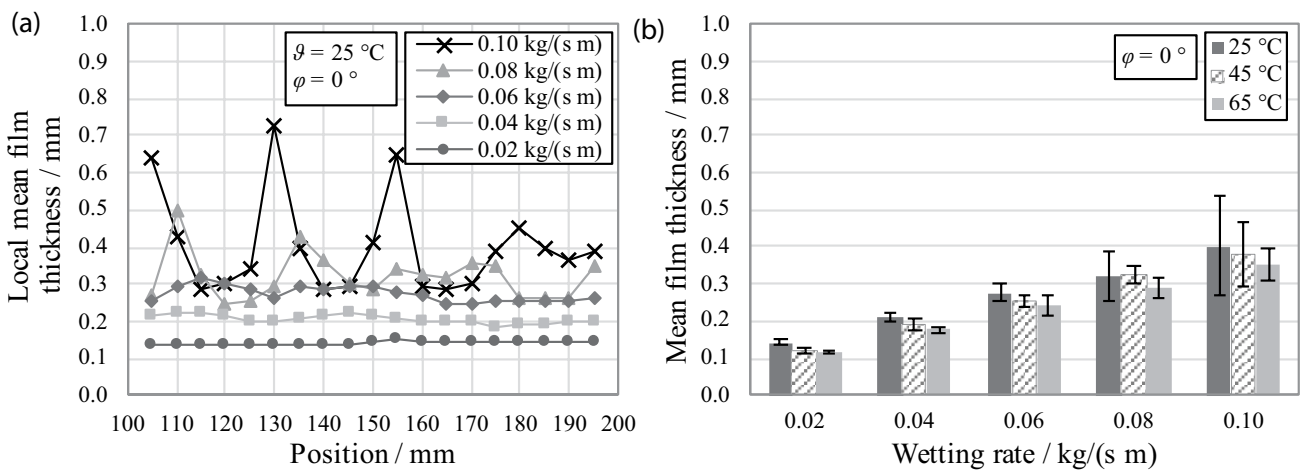 (a)
Local mean film
thickness / mm
1.0
0.9
0.8
0.7
0.6
0.5
0.4
0.3
0.2
0.1
0.0
ϑ = 25 °C
φ = 0 °
0.10 kg/(s m)
0.08 kg/(s m)
0.06 kg/(s m)
0.04 kg/(s m)
0.02 kg/(s m)
100 110 120 130 140 150 160 170 180 190 200
Position / mm
(b)
Mean film thickness / mm
1.0
0.9
0.8
0.7
0.6
0.5
0.4
0.3
0.2
0.1
0.0
φ = 0 °
25 °C
45 °C
65 °C
0.02 0.04 0.06 0.08 0.10
Wetting rate / kg/(s m)